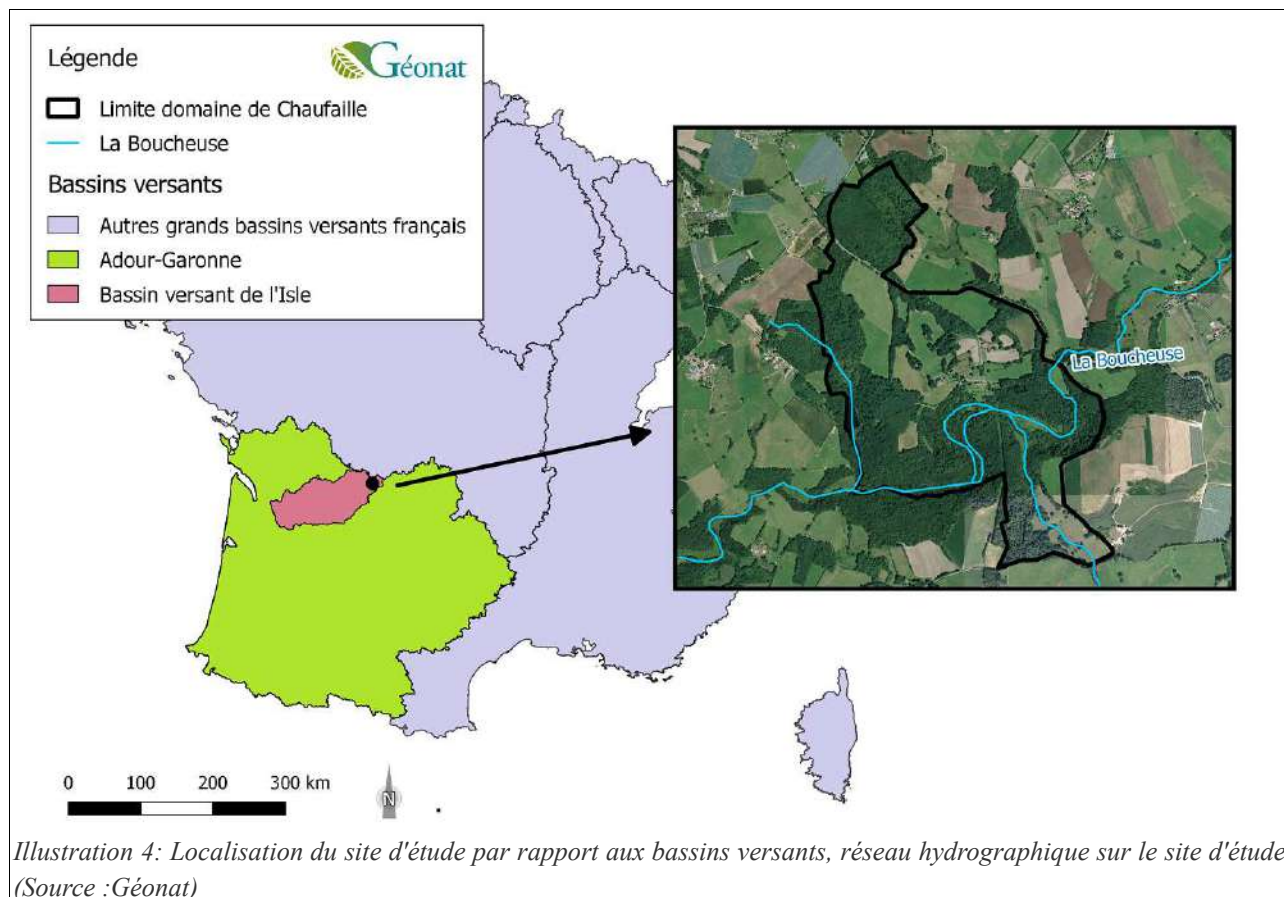 Légende
Géonat
Limite domaine de Chaufaille
La Boucheuse
Bassins versants
Autres grands bassins versants français
Adour-Garonne
Bassin versant de l'Isle
La Boucheuse
0 100 200 300 km
N
Illustration 4: Localisation du site d'étude par rapport aux bassins versants, réseau hydrographique sur le site d'étude
(Source :Géonat)